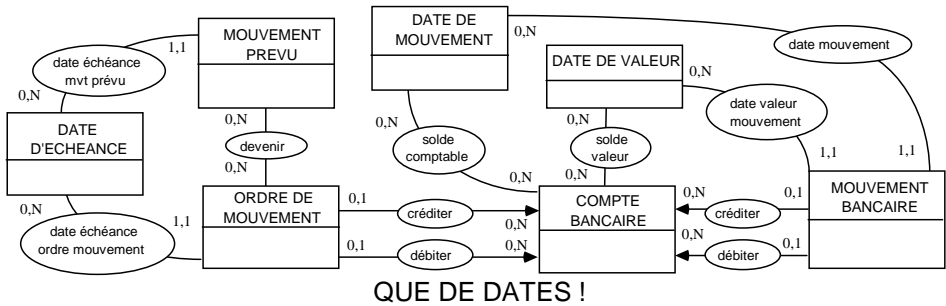 DATE DE
MOUVEMENT
0,N
date mouvement
MOUVEMENT
PREVU
1,1
date échéance
mvt prévu
0,N
DATE DE VALEUR
0,N
date valeur
mouvement
0,N
0,N
0,N
DATE
D'ECHEANCE
devenir
solde
comptable
solde
valeur
1,1
1,1
0,N
0,N
0,N
0,N
ORDRE DE
MOUVEMENT
0,1
créditer
0,N
COMPTE
BANCAIRE
0,N
créditer
0,1
MOUVEMENT
BANCAIRE
date échéance
ordre mouvement
1,1
0,1
débiter
0,N
0,N
débiter
0,1
QUE DE DATES !